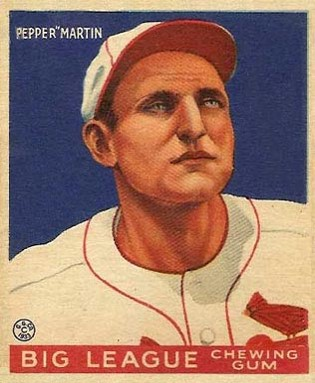 "PEPPER" MARTIN
BIG LEAGUE CHEWING
GUM